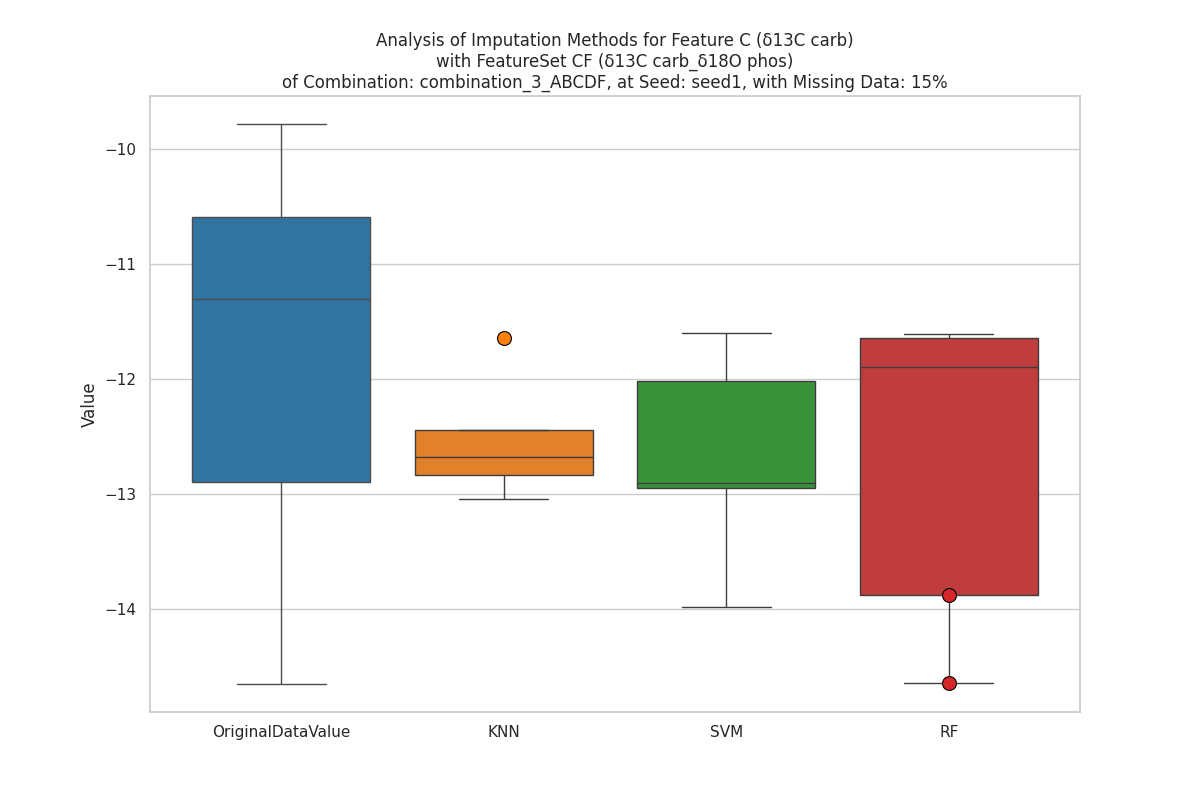 Analysis of Imputation Methods for Feature C (δ13C carb)
with FeatureSet CF (δ13C carb_δ18O phos)
of Combination: combination_3_ABCDF, at Seed: seed1, with Missing Data: 15%
Value
−10
−11
−12
−13
−14
OriginalDataValue
KNN
SVM
RF